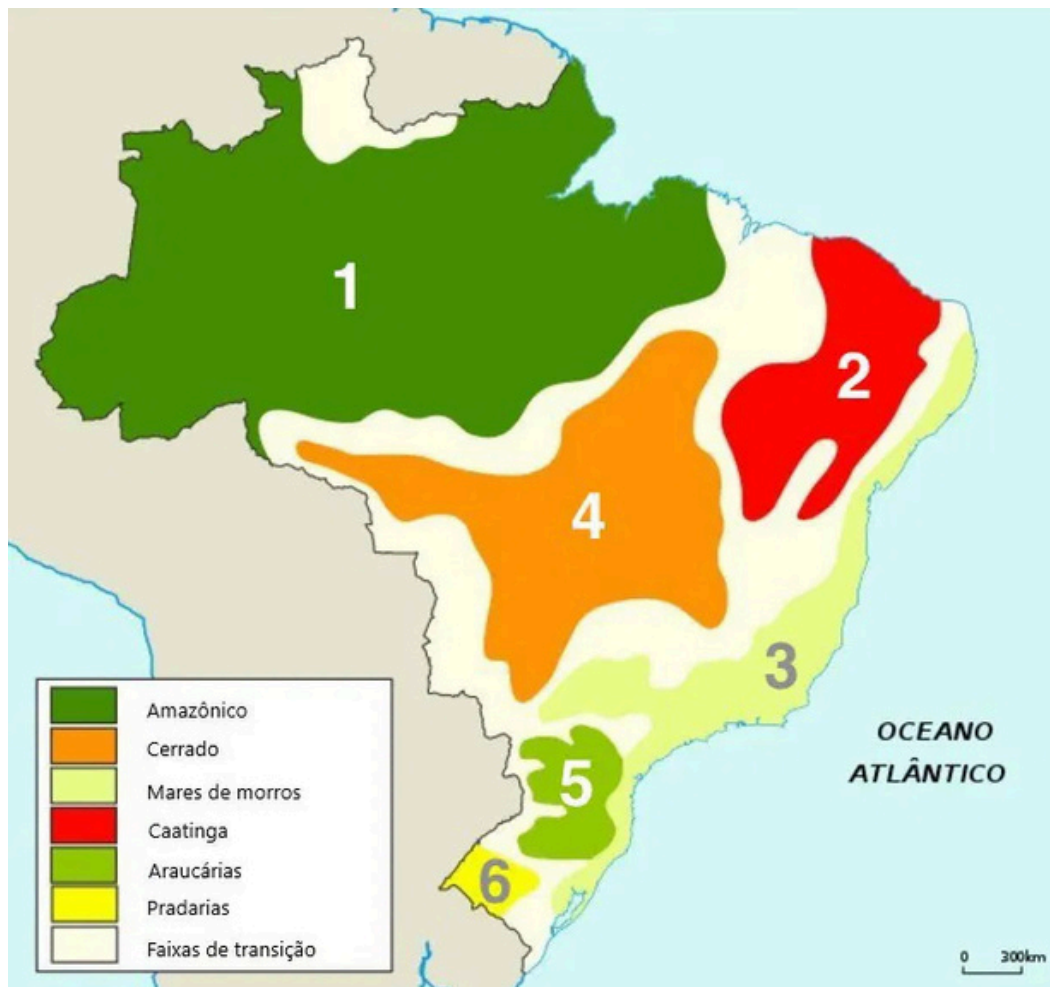 1
2
4
3
5
6
OCEANO
ATLÂNTICO
Amazônico
Cerrado
Mares de morros
Caatinga
Araucárias
Pradarias
Faixas de transição
0 300km